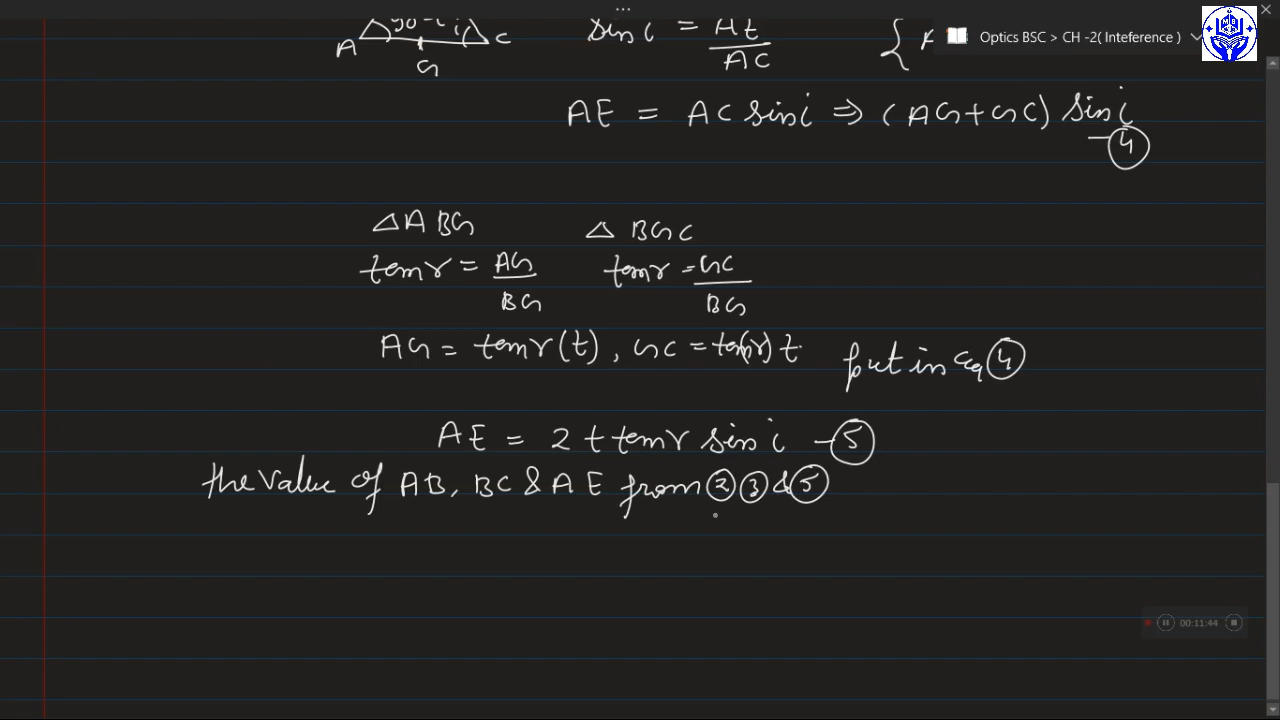 Optics BSC > CH -2( Inteference )
A 90-i i C
G
sin i = AE / AC
AE = AC sin i ⇒ (AG+GC) sin i
-④
△ABG △ BGC
tan r = AG / BG tan r = GC / BG
AG = tan r (t), GC = tan(r) t put in eq ④
AE = 2 t tan r sin i -⑤
the value of AB, BC & AE from ② ③ & ⑤
00:11:44